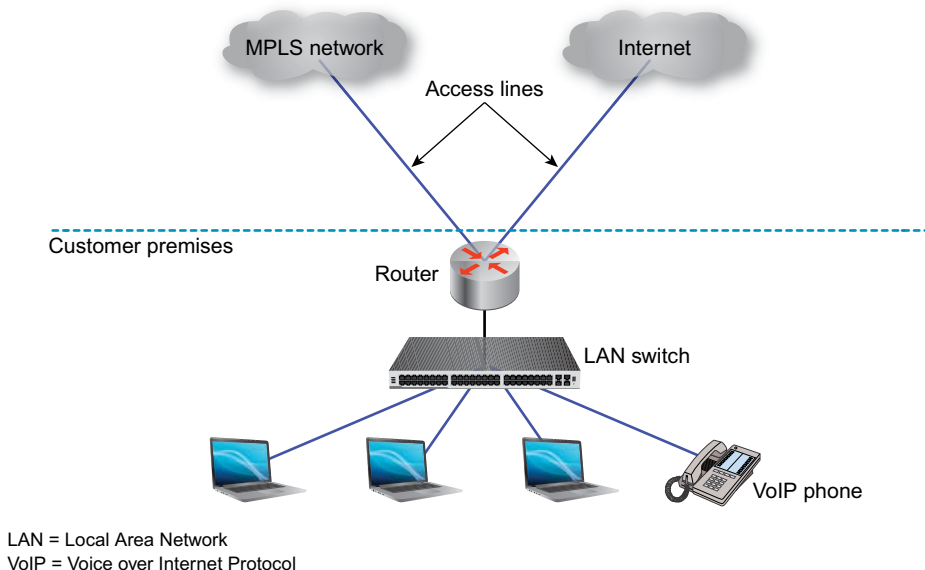 MPLS network
Internet
Access lines
Customer premises
Router
LAN switch
VoIP phone
LAN = Local Area Network
VoIP = Voice over Internet Protocol